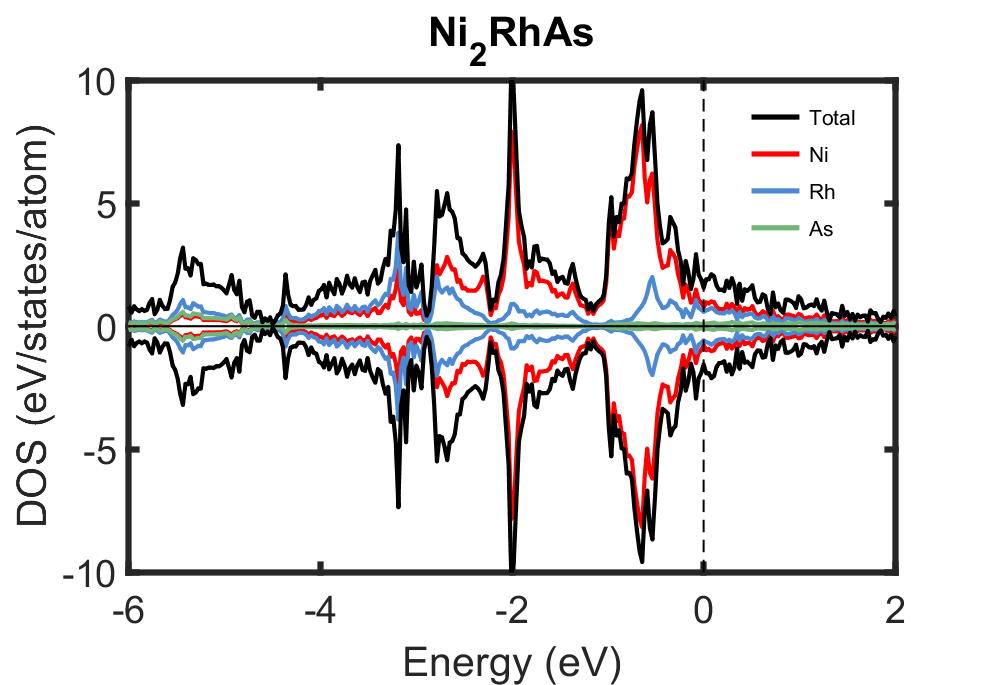 Ni₂RhAs
10
5
0
-5
-10
DOS (eV/states/atom)
Total
Ni
Rh
As
-6 -4 -2 0 2
Energy (eV)